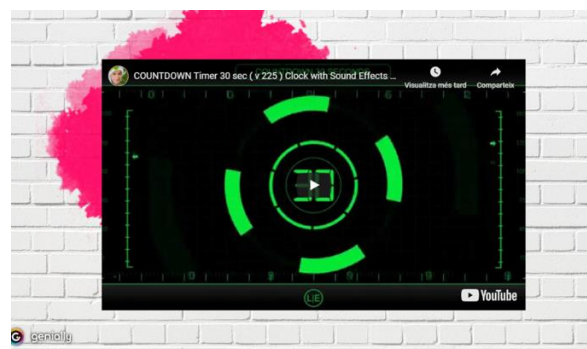 COUNTDOWN Timer 30 sec ( v 225 ) Clock with Sound Effects ...
Visualitza més tard
Comparteix
30
YouTube
genially